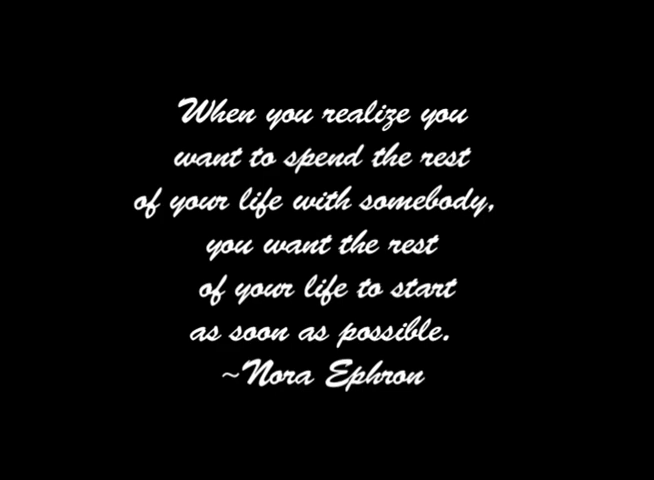 When you realize you
want to spend the rest
of your life with somebody,
you want the rest
of your life to start
as soon as possible.
~Nora Ephron